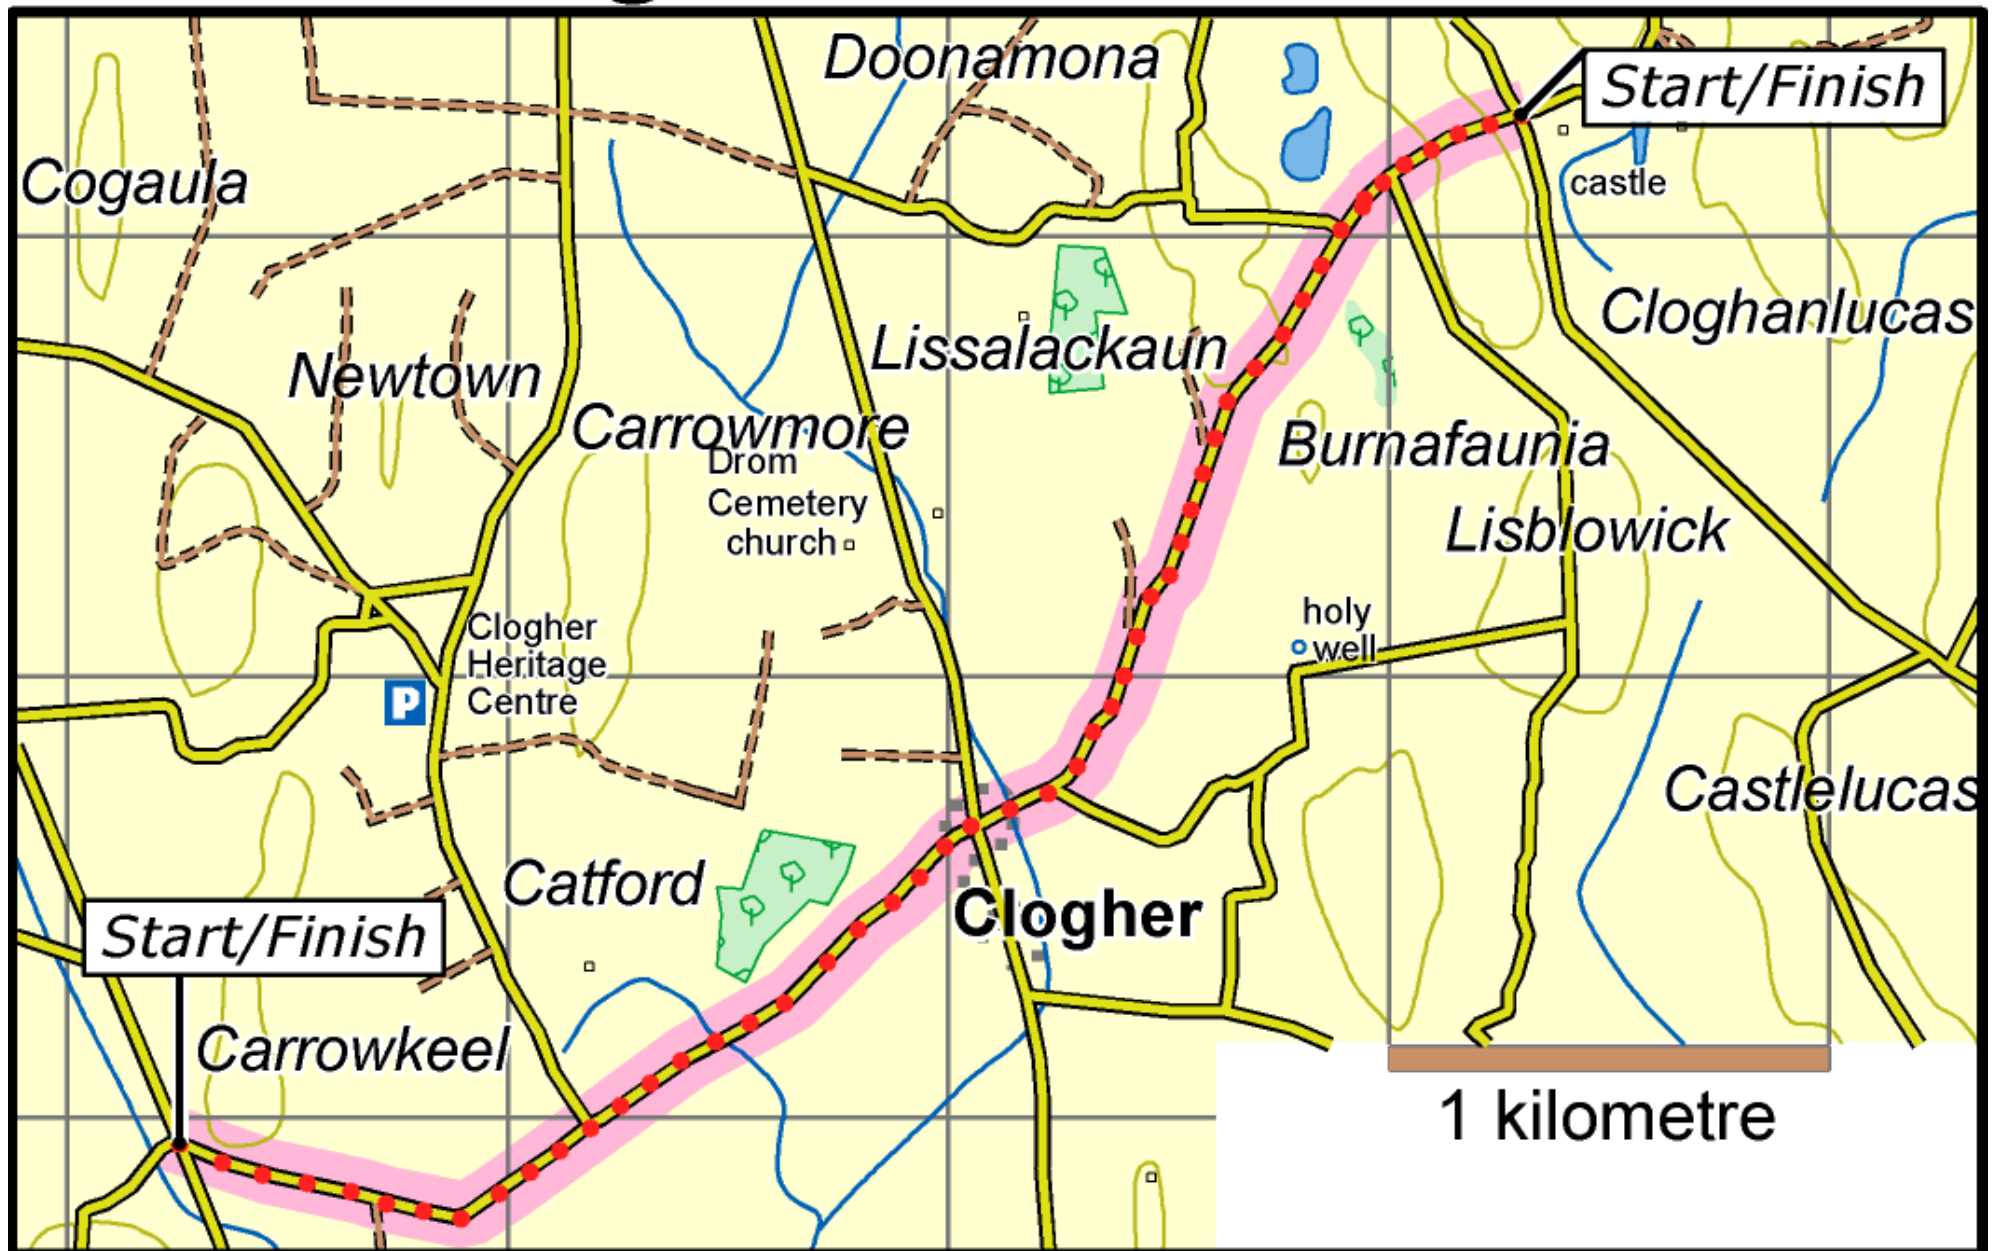 Doonamona
Start/Finish
Cogaula
castle
Cloghanlucas
Lissalackaun
Newtown
Carrowmore
Burnafaunia
Drom
Cemetery
church
Lisblowick
holy
well
Clogher
Heritage
Centre
P
Castlelucas
Catford
Clogher
Start/Finish
Carrowkeel
1 kilometre